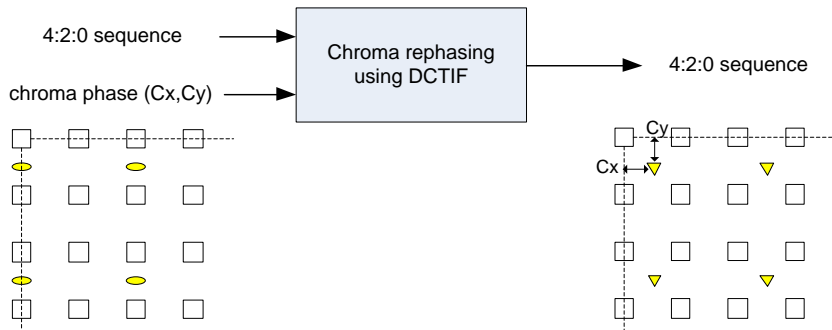 4:2:0 sequence
chroma phase (Cx,Cy)
Chroma rephasing
using DCTIF
4:2:0 sequence
Cy
Cx